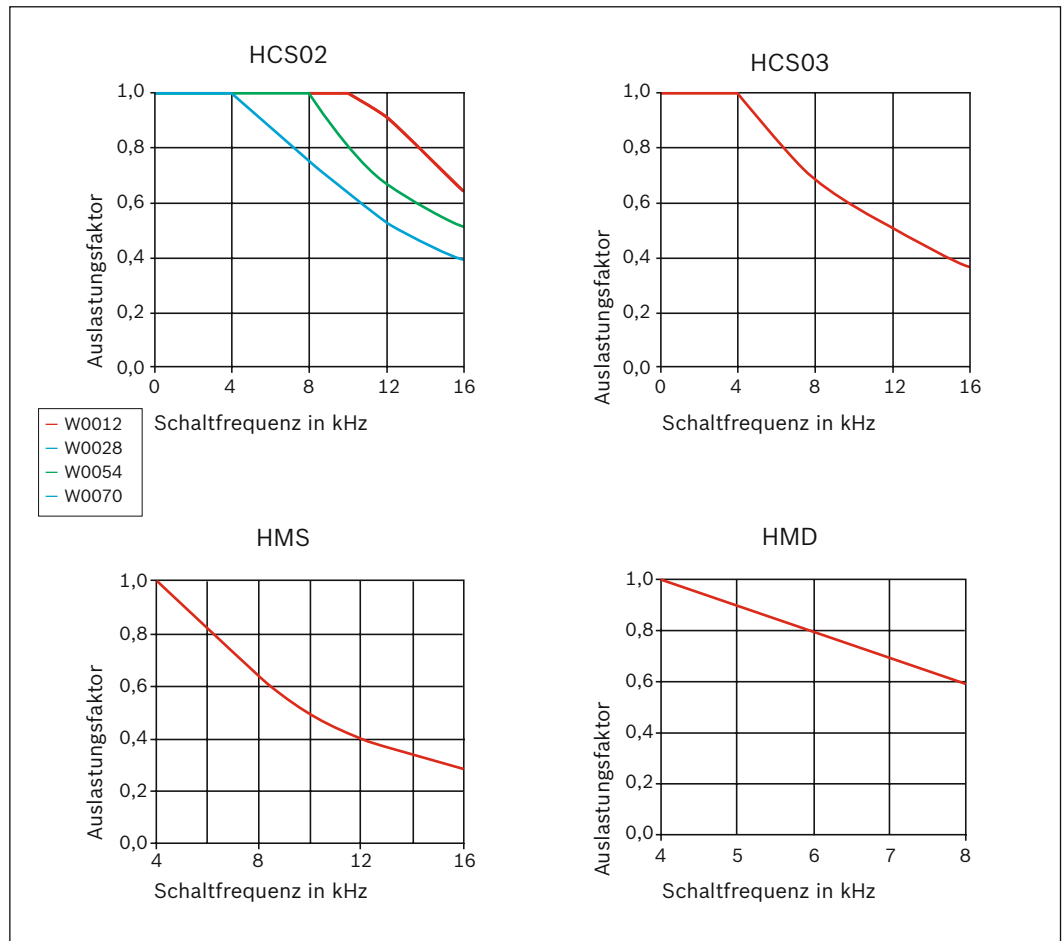 HCS02
Auslastungsfaktor
1,0
0,8
0,6
0,4
0,2
0,0
0 4 8 12 16
Schaltfrequenz in kHz
W0012
W0028
W0054
W0070
HCS03
Auslastungsfaktor
1,0
0,8
0,6
0,4
0,2
0,0
0 4 8 12 16
Schaltfrequenz in kHz
HMS
Auslastungsfaktor
1,0
0,8
0,6
0,4
0,2
0,0
4 8 12 16
Schaltfrequenz in kHz
HMD
Auslastungsfaktor
1,0
0,8
0,6
0,4
0,2
0,0
4 5 6 7 8
Schaltfrequenz in kHz